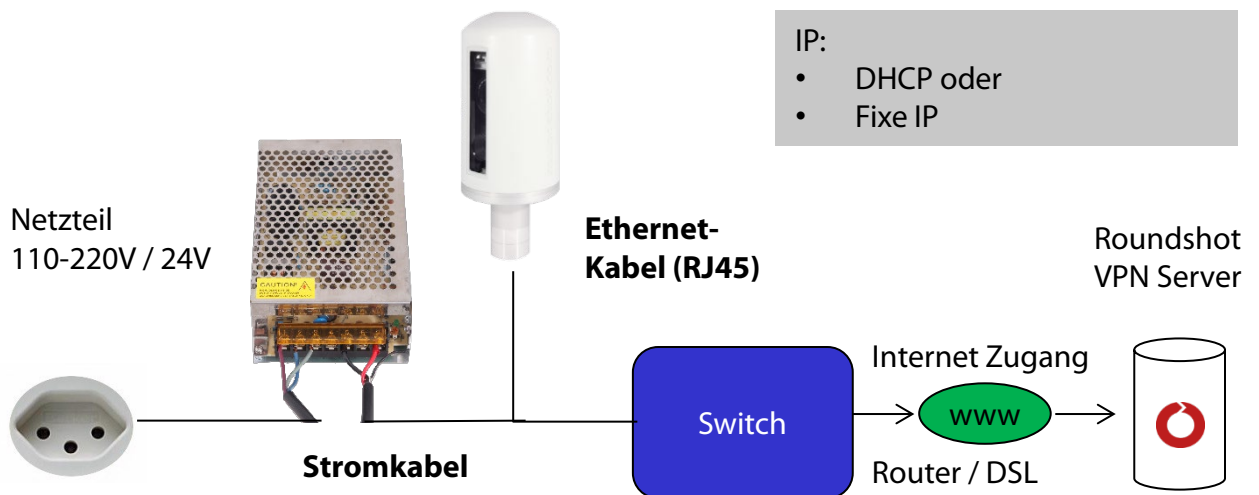 IP:
• DHCP oder
• Fixe IP
Netzteil
110-220V / 24V
CAUTION!
Ethernet-
Kabel (RJ45)
Roundshot
VPN Server
Internet Zugang
Switch
www
Router / DSL
Stromkabel